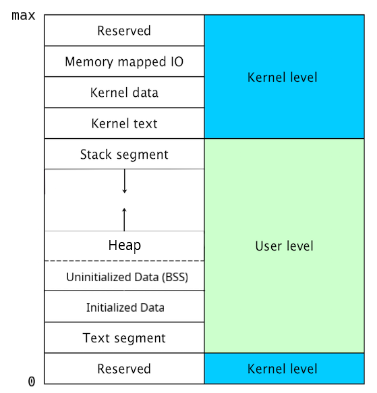 max
Reserved
Memory mapped IO
Kernel data
Kernel text
Kernel level
Stack segment
Heap
Uninitialized Data (BSS)
Initialized Data
Text segment
User level
Reserved
Kernel level
0